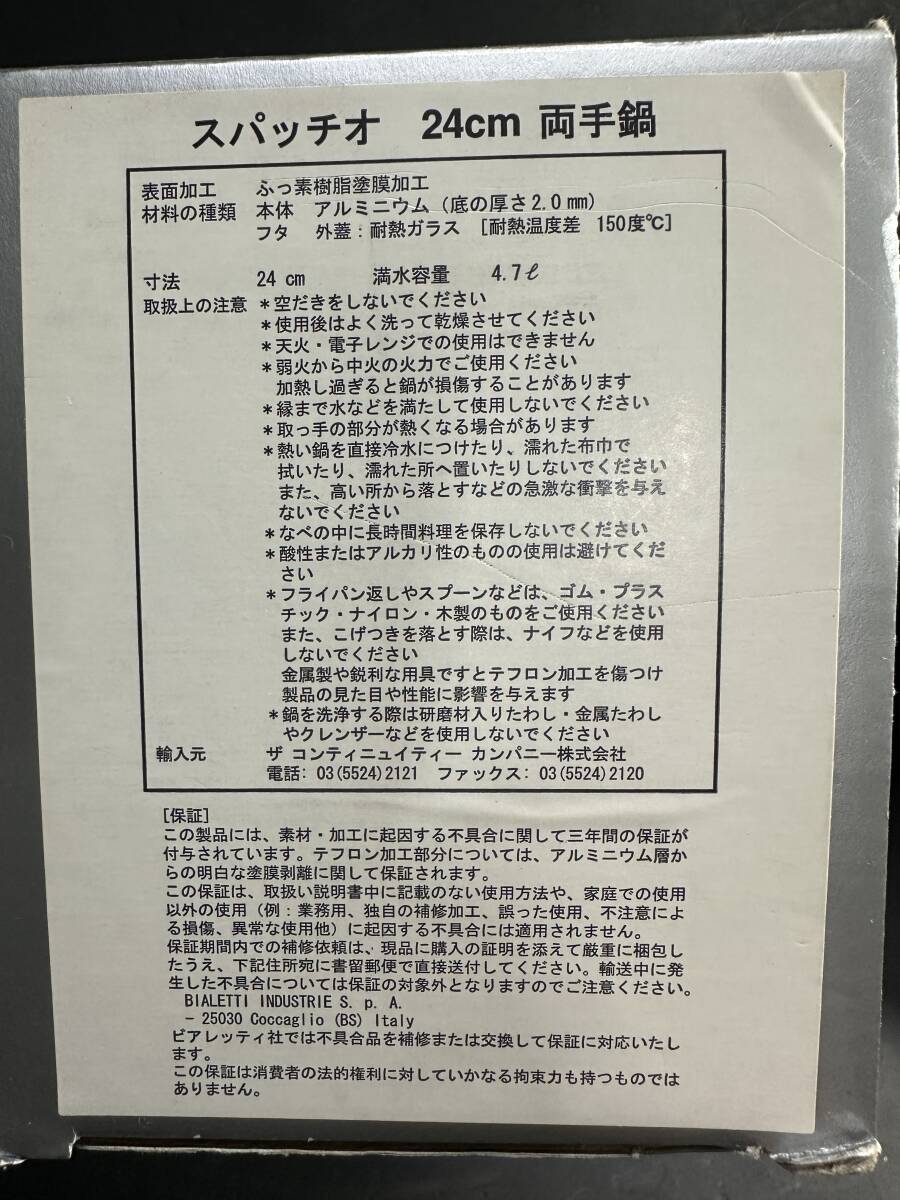 スパッチオ 24cm 両手鍋
表面加工 ふっ素樹脂塗膜加工
材料の種類 本体 アルミニウム（底の厚さ2.0㎜）
フタ 外蓋：耐熱ガラス ［耐熱温度差 150度℃］
寸法 24 cm 満水容量 4.7ℓ
取扱上の注意 ＊空だきをしないでください
＊使用後はよく洗って乾燥させてください
＊天火・電子レンジでの使用はできません
＊弱火から中火の火力でご使用ください
加熱し過ぎると鍋が損傷することがあります
＊縁まで水などを満たして使用しないでください
＊取っ手の部分が熱くなる場合があります
＊熱い鍋を直接冷水につけたり、濡れた布巾で
拭いたり、濡れた所へ置いたりしないでください
また、高い所から落とすなどの急激な衝撃を与え
ないでください
＊なべの中に長時間料理を保存しないでください
＊酸性またはアルカリ性のものの使用は避けてくだ
さい
＊フライパン返しやスプーンなどは、ゴム・プラス
チック・ナイロン・木製のものをご使用ください
また、こげつきを落とす際は、ナイフなどを使用
しないでください
金属製や鋭利な用具ですとテフロン加工を傷つけ
製品の見た目や性能に影響を与えます
＊鍋を洗浄する際は研磨材入りたわし・金属たわし
やクレンザーなどを使用しないでください
輸入元 ザ コンティニュイティー カンパニー株式会社
電話: 03(5524)2121 ファックス: 03(5524)2120
［保証］
この製品には、素材・加工に起因する不具合に関して三年間の保証が
付与されています。テフロン加工部分については、アルミニウム層か
らの明白な塗膜剥離に関して保証されます。
この保証は、取扱い説明書中に記載のない使用方法や、家庭での使用
以外の使用（例：業務用、独自の補修加工、誤った使用、不注意によ
る損傷、異常な使用他）に起因する不具合には適用されません。
保証期間内での補修依頼は、現品に購入の証明を添えて厳重に梱包し
たうえ、下記住所宛に書留郵便で直接送付してください。輸送中に発
生した不具合については保証の対象外となりますのでご注意ください。
BIALETTI INDUSTRIE S. p. A.
- 25030 Coccaglio (BS) Italy
ビアレッティ社では不具合品を補修または交換して保証に対応いたし
ます。
この保証は消費者の法的権利に対していかなる拘束力も持つものでは
ありません。